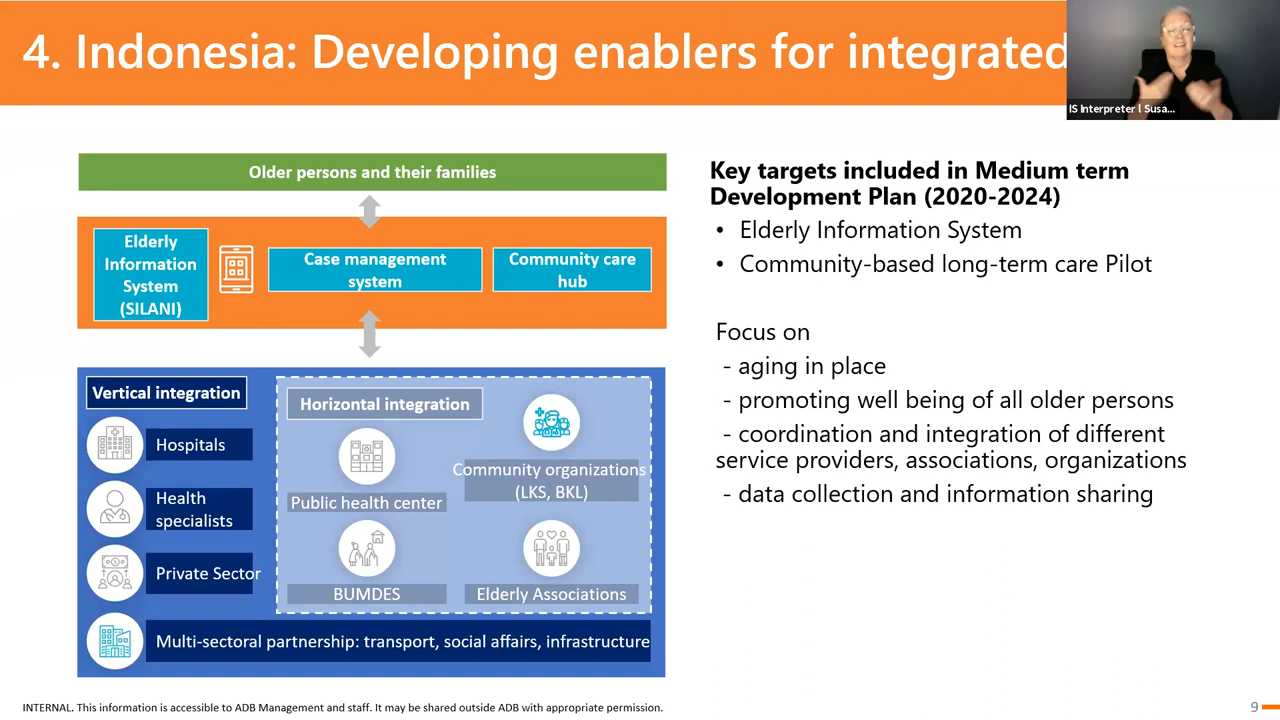 4. Indonesia: Developing enablers for integrated
IS Interpreter l Susa...
Older persons and their families
Elderly
Information
System
(SILANI)
Case management
system
Community care
hub
Vertical integration
Hospitals
Health
specialists
Private Sector
Horizontal integration
Public health center
Community organizations
(LKS, BKL)
BUMDES
Elderly Associations
Multi-sectoral partnership: transport, social affairs, infrastructure
Key targets included in Medium term
Development Plan (2020-2024)
• Elderly Information System
• Community-based long-term care Pilot
Focus on
- aging in place
- promoting well being of all older persons
- coordination and integration of different
service providers, associations, organizations
- data collection and information sharing
INTERNAL. This information is accessible to ADB Management and staff. It may be shared outside ADB with appropriate permission.
9